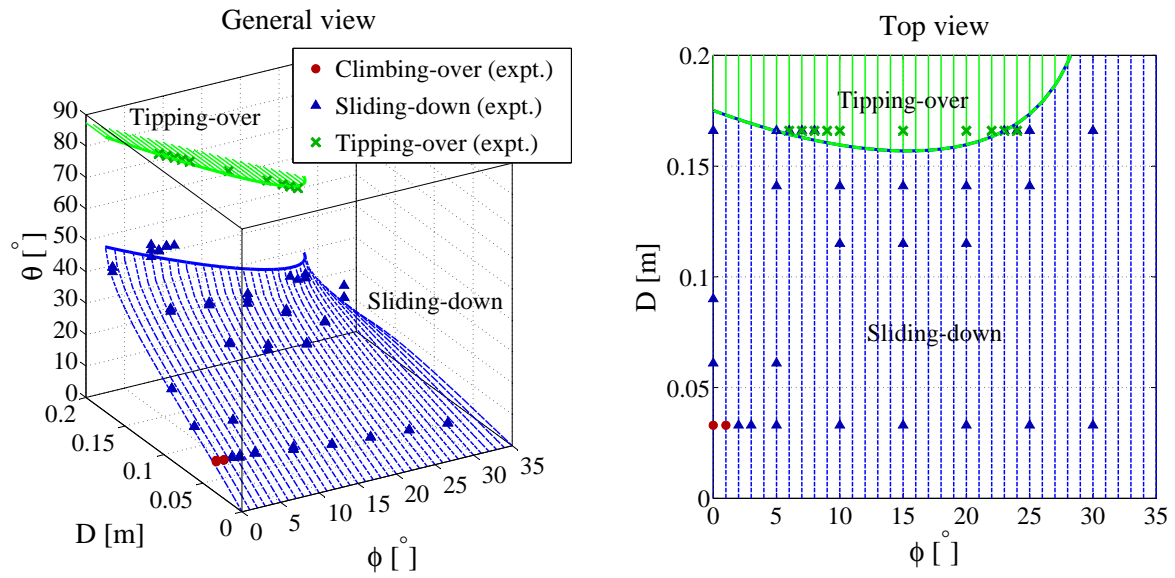 General view
Climbing-over (expt.)
Sliding-down (expt.)
Tipping-over (expt.)
Tipping-over
Sliding-down
θ [°]
90
80
70
60
50
40
30
20
10
0
0.2
0.15
0.1
0.05
0
D [m]
0
5
10
15
20
25
30
35
ϕ [°]
Top view
Tipping-over
Sliding-down
D [m]
0.2
0.15
0.1
0.05
0
0 5 10 15 20 25 30 35
ϕ [°]